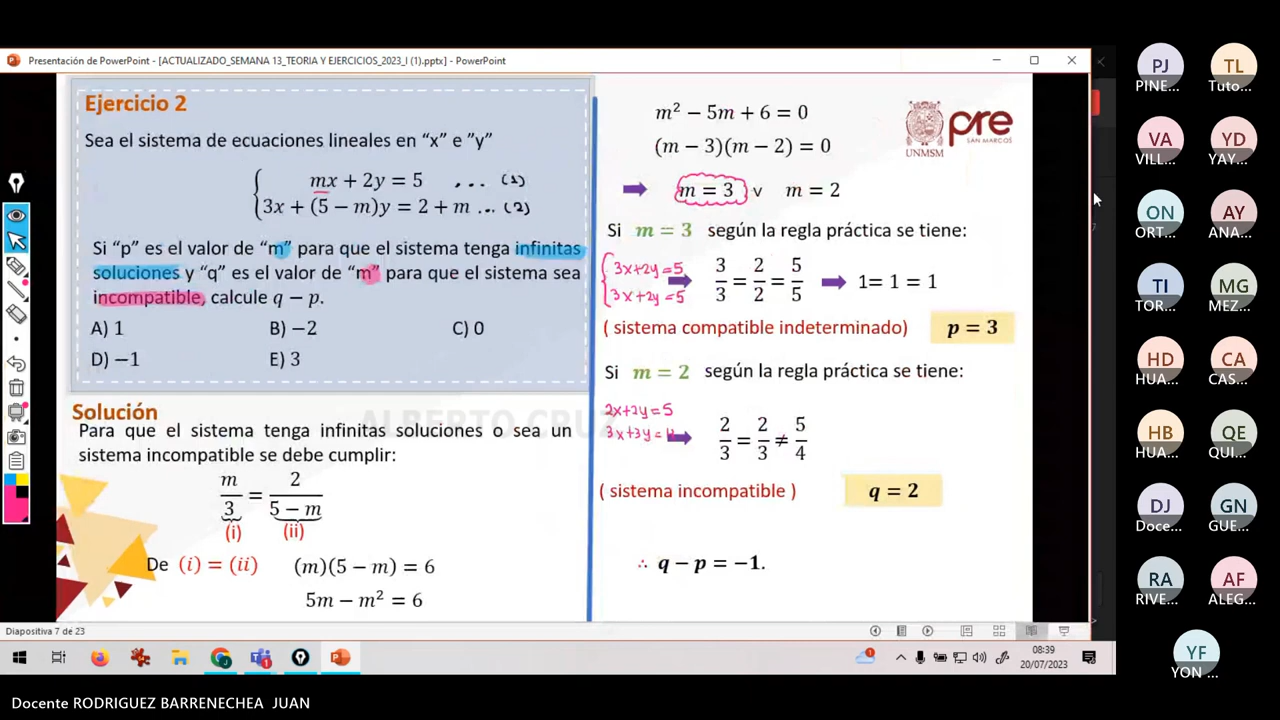 Presentación de PowerPoint - [ACTUALIZADO_SEMANA 13_TEORIA Y EJERCICIOS_2023_I (1).pptx] - PowerPoint
Ejercicio 2
Sea el sistema de ecuaciones lineales en “x” e ”y”
mx + 2y = 5 ... (1)
3x + (5 − m)y = 2 + m ... (2)
Si “p” es el valor de “m” para que el sistema tenga infinitas
soluciones y “q” es el valor de “m” para que el sistema sea
incompatible, calcule q − p.
A) 1 B) −2 C) 0
D) −1 E) 3
Solución
ALBERTO CRUZ
Para que el sistema tenga infinitas soluciones o sea un
sistema incompatible se debe cumplir:
m/3 = 2/(5 − m)
(i) (ii)
De (i) = (ii) (m)(5 − m) = 6
5m − m² = 6
m² − 5m + 6 = 0
(m − 3)(m − 2) = 0
m = 3 v m = 2
UNMSM
pre
SAN MARCOS
Si m = 3 según la regla práctica se tiene:
3x+2y=5
3x+2y=5
3/3 = 2/2 = 5/5 1= 1 = 1
( sistema compatible indeterminado) p = 3
Si m = 2 según la regla práctica se tiene:
2x+2y=5
3x+3y=
2/3 = 2/3 ≠ 5/4
( sistema incompatible ) q = 2
∴ q − p = −1.
Diapositiva 7 de 23
08:39
20/07/2023
PJ
PINE...
TL
Tuto...
VA
VILL...
YD
YAY...
ON
ORT...
AY
ANA...
TI
TOR...
MG
MEZ...
HD
HUA...
CA
CAS...
HB
HUA...
QE
QUI...
DJ
Doce...
GN
GUE...
RA
RIVE...
AF
ALEG...
YF
YON ...
Docente RODRIGUEZ BARRENECHEA JUAN